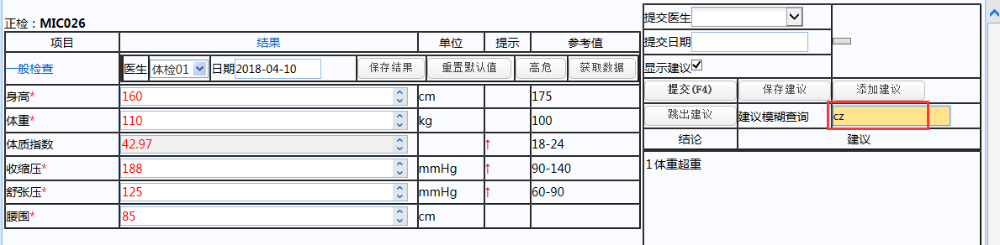 正检：MIC026
项目 结果 单位 提示 参考值
一般检查 医生 体检01 日期 2018-04-10 保存结果 重置默认值 高危 获取数据
身高* 160 cm 175
体重* 110 kg 100
体质指数 42.97 ↑ 18-24
收缩压* 188 mmHg ↑ 90-140
舒张压* 125 mmHg ↑ 60-90
腰围* 85 cm
提交医生
提交日期
显示建议
提交(F4) 保存建议 添加建议
跳出建议 建议模糊查询 cz
结论 建议
1 体重超重